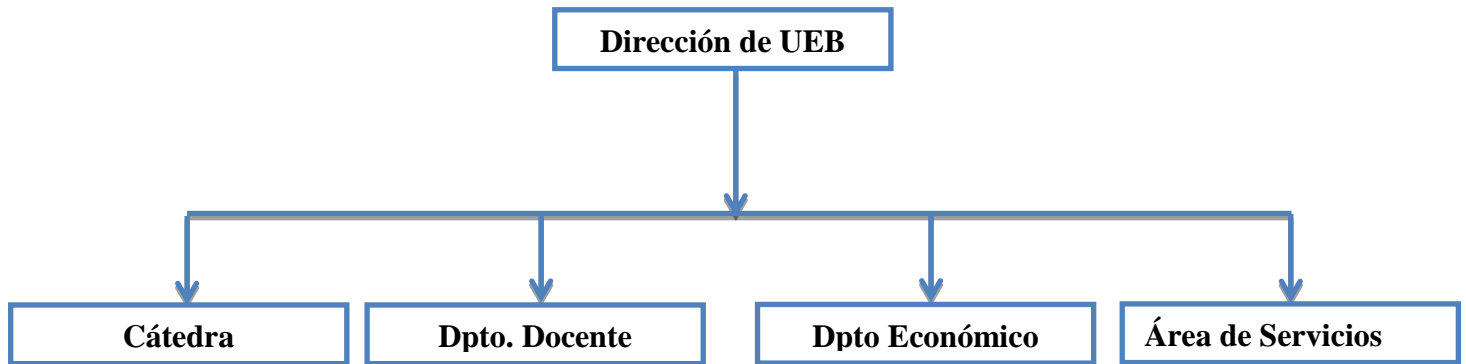 Dirección de UEB
Cátedra
Dpto. Docente
Dpto Económico
Área de Servicios